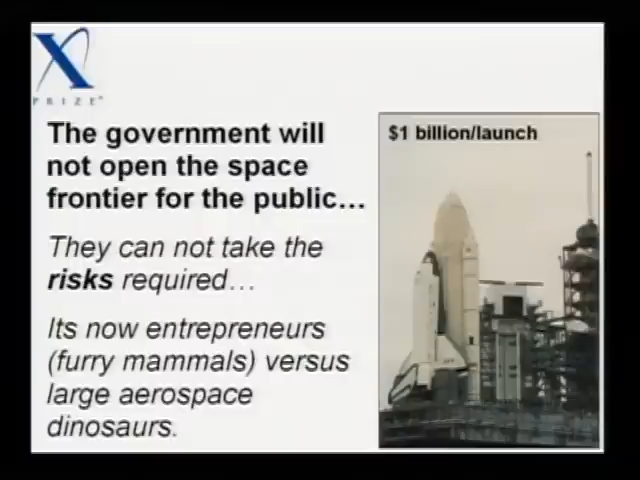 X
PRIZE
The government will
not open the space
frontier for the public…
They can not take the
risks required…
Its now entrepreneurs
(furry mammals) versus
large aerospace
dinosaurs.
$1 billion/launch